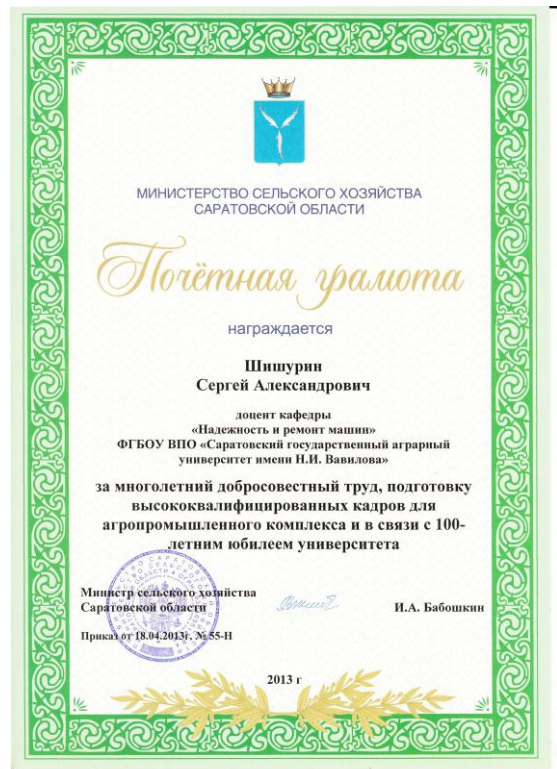 МИНИСТЕРСТВО СЕЛЬСКОГО ХОЗЯЙСТВА
САРАТОВСКОЙ ОБЛАСТИ
Почётная грамота
награждается
Шишурин
Сергей Александрович
доцент кафедры
«Надежность и ремонт машин»
ФГБОУ ВПО «Саратовский государственный аграрный
университет имени Н.И. Вавилова»
за многолетний добросовестный труд, подготовку
высококвалифицированных кадров для
агропромышленного комплекса и в связи с 100-
летним юбилеем университета
Министр сельского хозяйства
Саратовской области
И.А. Бабошкин
Приказ от 18.04.2013г. № 55-Н
2013 г